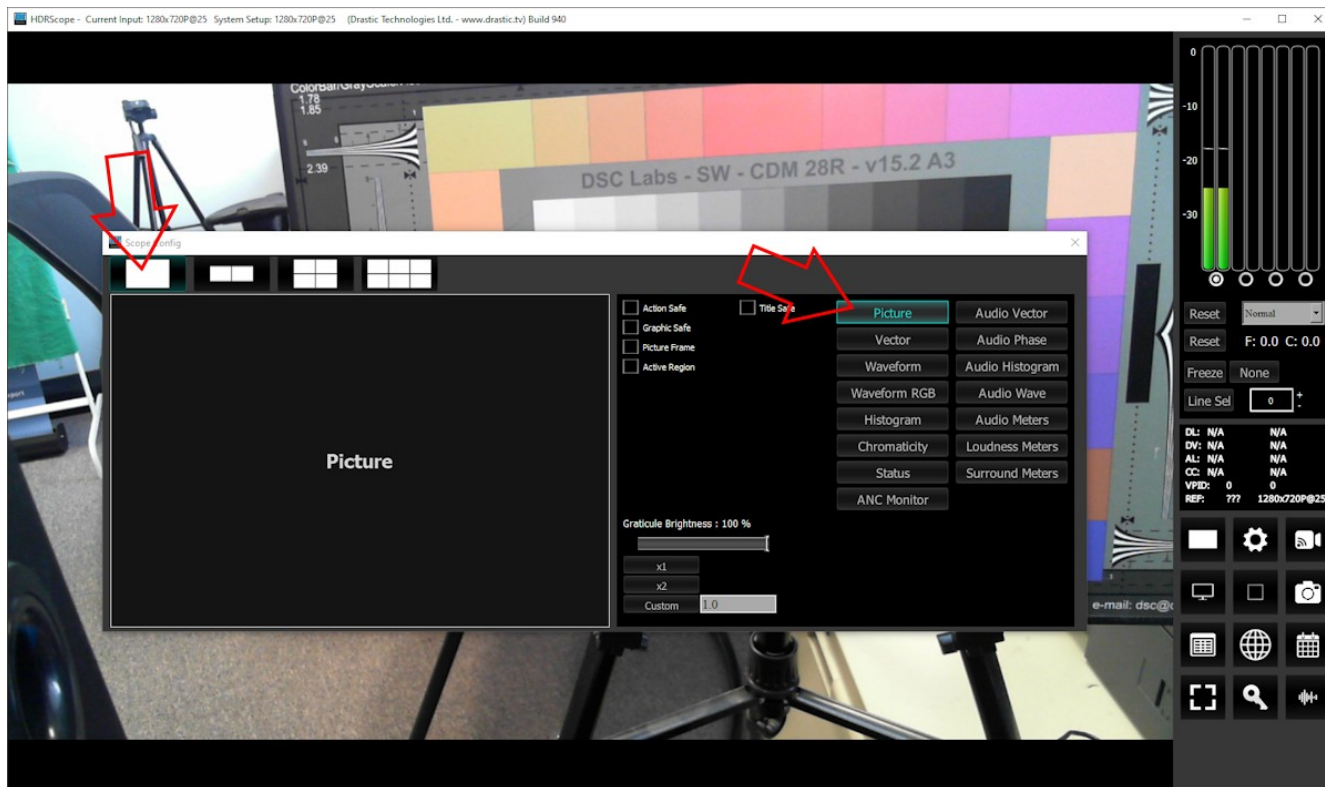 HDRScope - Current Input: 1280x720P@25 System Setup: 1280x720P@25 (Drastic Technologies Ltd. - www.drastic.tv) Build 940
ColorBar/GrayScale
1.78
1.85
2.39
DSC Labs - SW - CDM 28R - v15.2 A3
Scope Config
Picture
Action Safe
Title Safe
Graphic Safe
Picture Frame
Active Region
Graticule Brightness : 100 %
x1
x2
Custom 1.0
Picture
Audio Vector
Vector
Audio Phase
Waveform
Audio Histogram
Waveform RGB
Audio Wave
Histogram
Audio Meters
Chromaticity
Loudness Meters
Status
Surround Meters
ANC Monitor
e-mail: dsc@
0
-10
-20
-30
Reset Normal
Reset F: 0.0 C: 0.0
Freeze None
Line Sel 0 + -
DL: N/A N/A
DV: N/A N/A
AL: N/A N/A
CC: N/A N/A
VPID: 0 0
REF: ??? 1280x720P@25